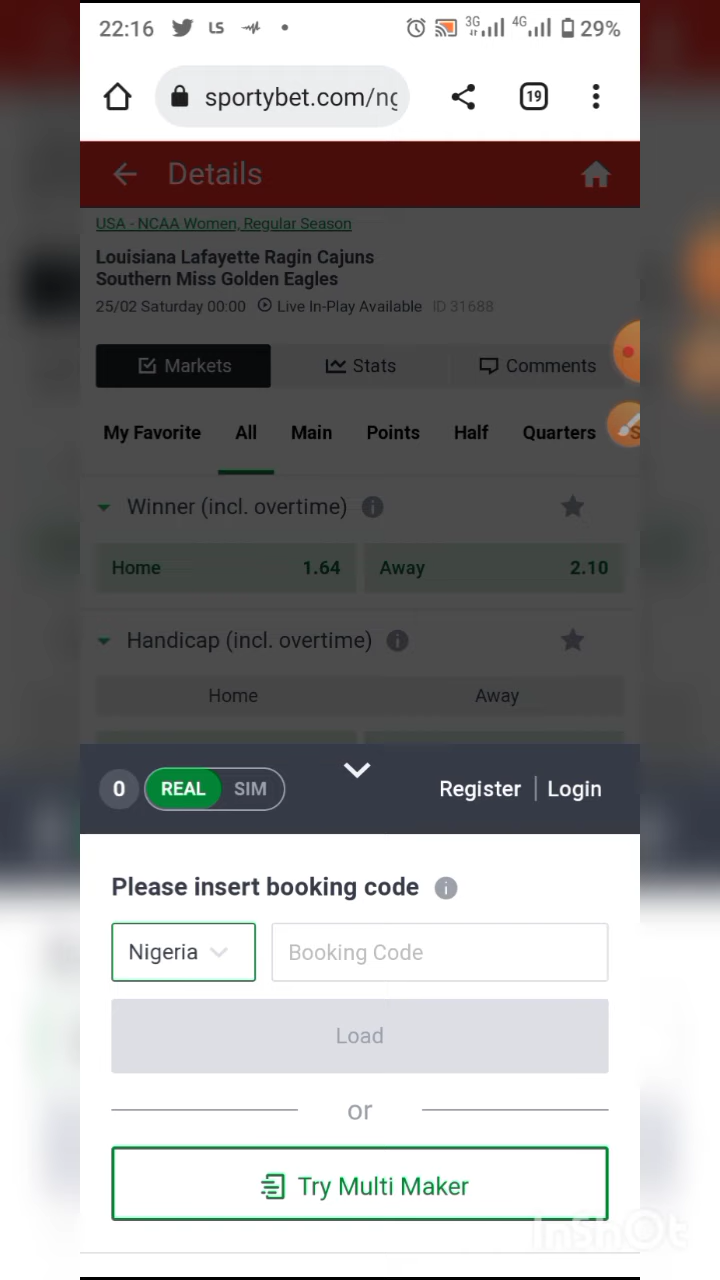 22:16 LS 3G 4G 29%
sportybet.com/ng 19
Details
USA - NCAA Women, Regular Season
Louisiana Lafayette Ragin Cajuns
Southern Miss Golden Eagles
25/02 Saturday 00:00 Live In-Play Available ID 31688
Markets Stats Comments
My Favorite All Main Points Half Quarters S
Winner (incl. overtime)
Home 1.64 Away 2.10
Handicap (incl. overtime)
Home Away
0 REAL SIM Register Login
Please insert booking code
Nigeria Booking Code
Load
or
Try Multi Maker
InShOt